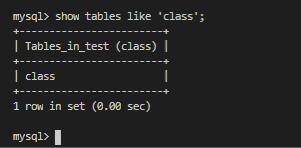 mysql> show tables like 'class';
+------------------------+
| Tables_in_test (class) |
+------------------------+
| class                  |
+------------------------+
1 row in set (0.00 sec)
mysql>